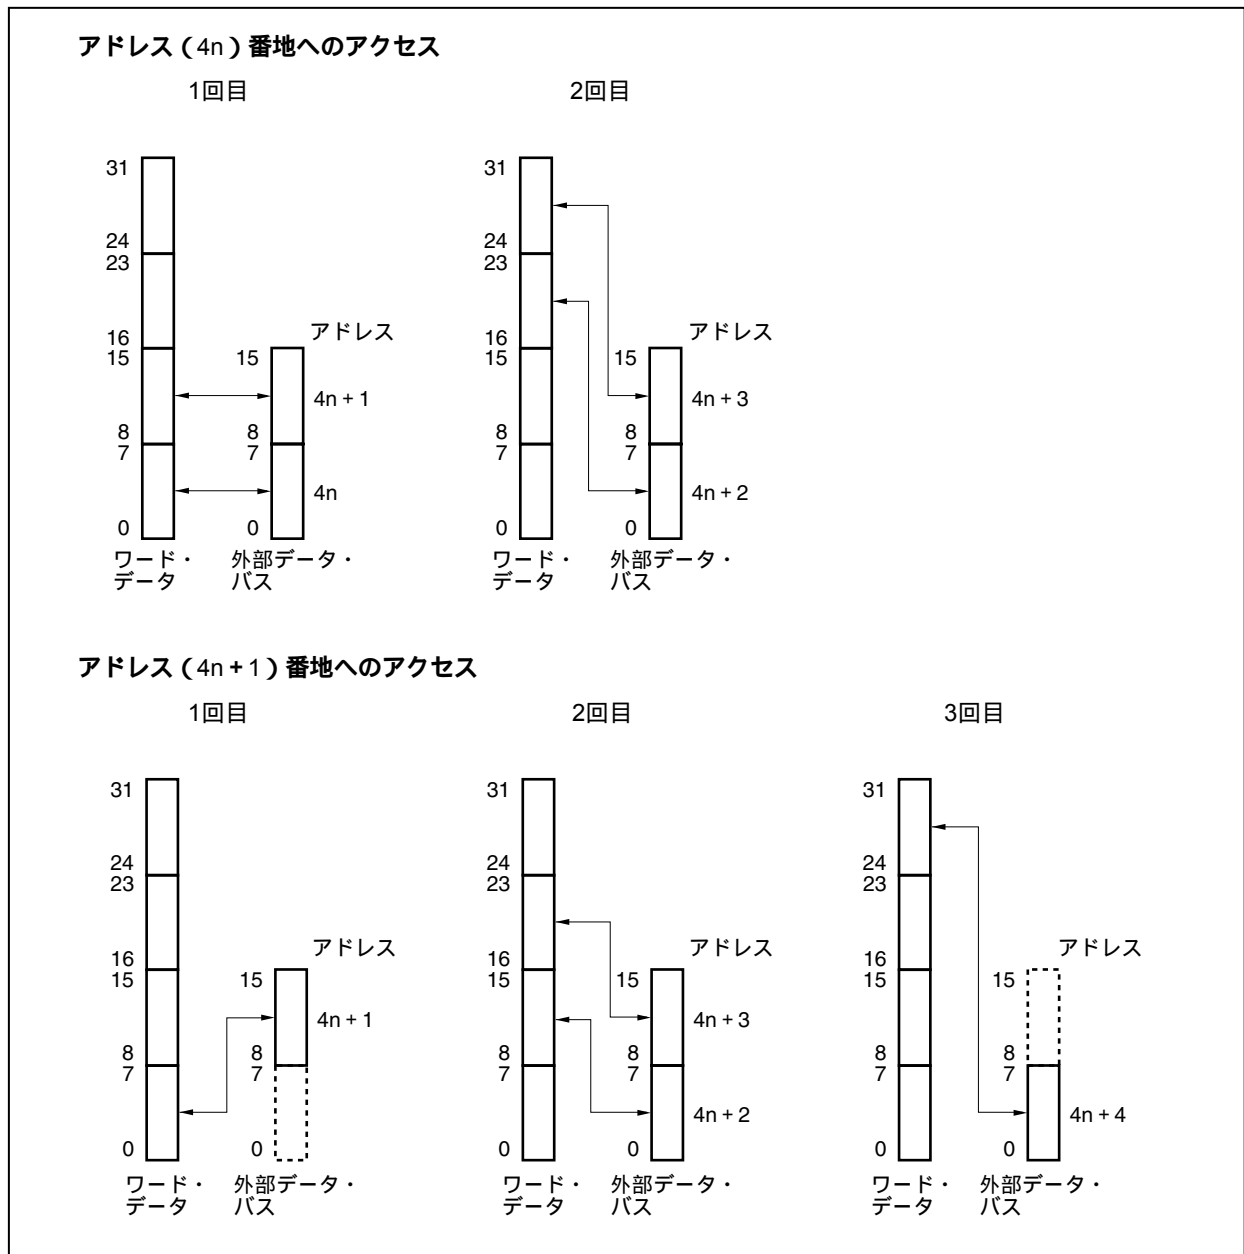 アドレス（4n）番地へのアクセス
1回目
2回目
31
24
23
16
15
8
7
0
ワード・
データ
アドレス
15
4n + 1
8
7
4n
0
外部データ・
バス
31
24
23
16
15
8
7
0
ワード・
データ
アドレス
15
4n + 3
8
7
4n + 2
0
外部データ・
バス
アドレス（4n + 1）番地へのアクセス
1回目
2回目
3回目
31
24
23
16
15
8
7
0
ワード・
データ
アドレス
15
4n + 1
8
7
0
外部データ・
バス
31
24
23
16
15
8
7
0
ワード・
データ
アドレス
15
4n + 3
8
7
4n + 2
0
外部データ・
バス
31
24
23
16
15
8
7
0
ワード・
データ
アドレス
15
8
7
4n + 4
0
外部データ・
バス